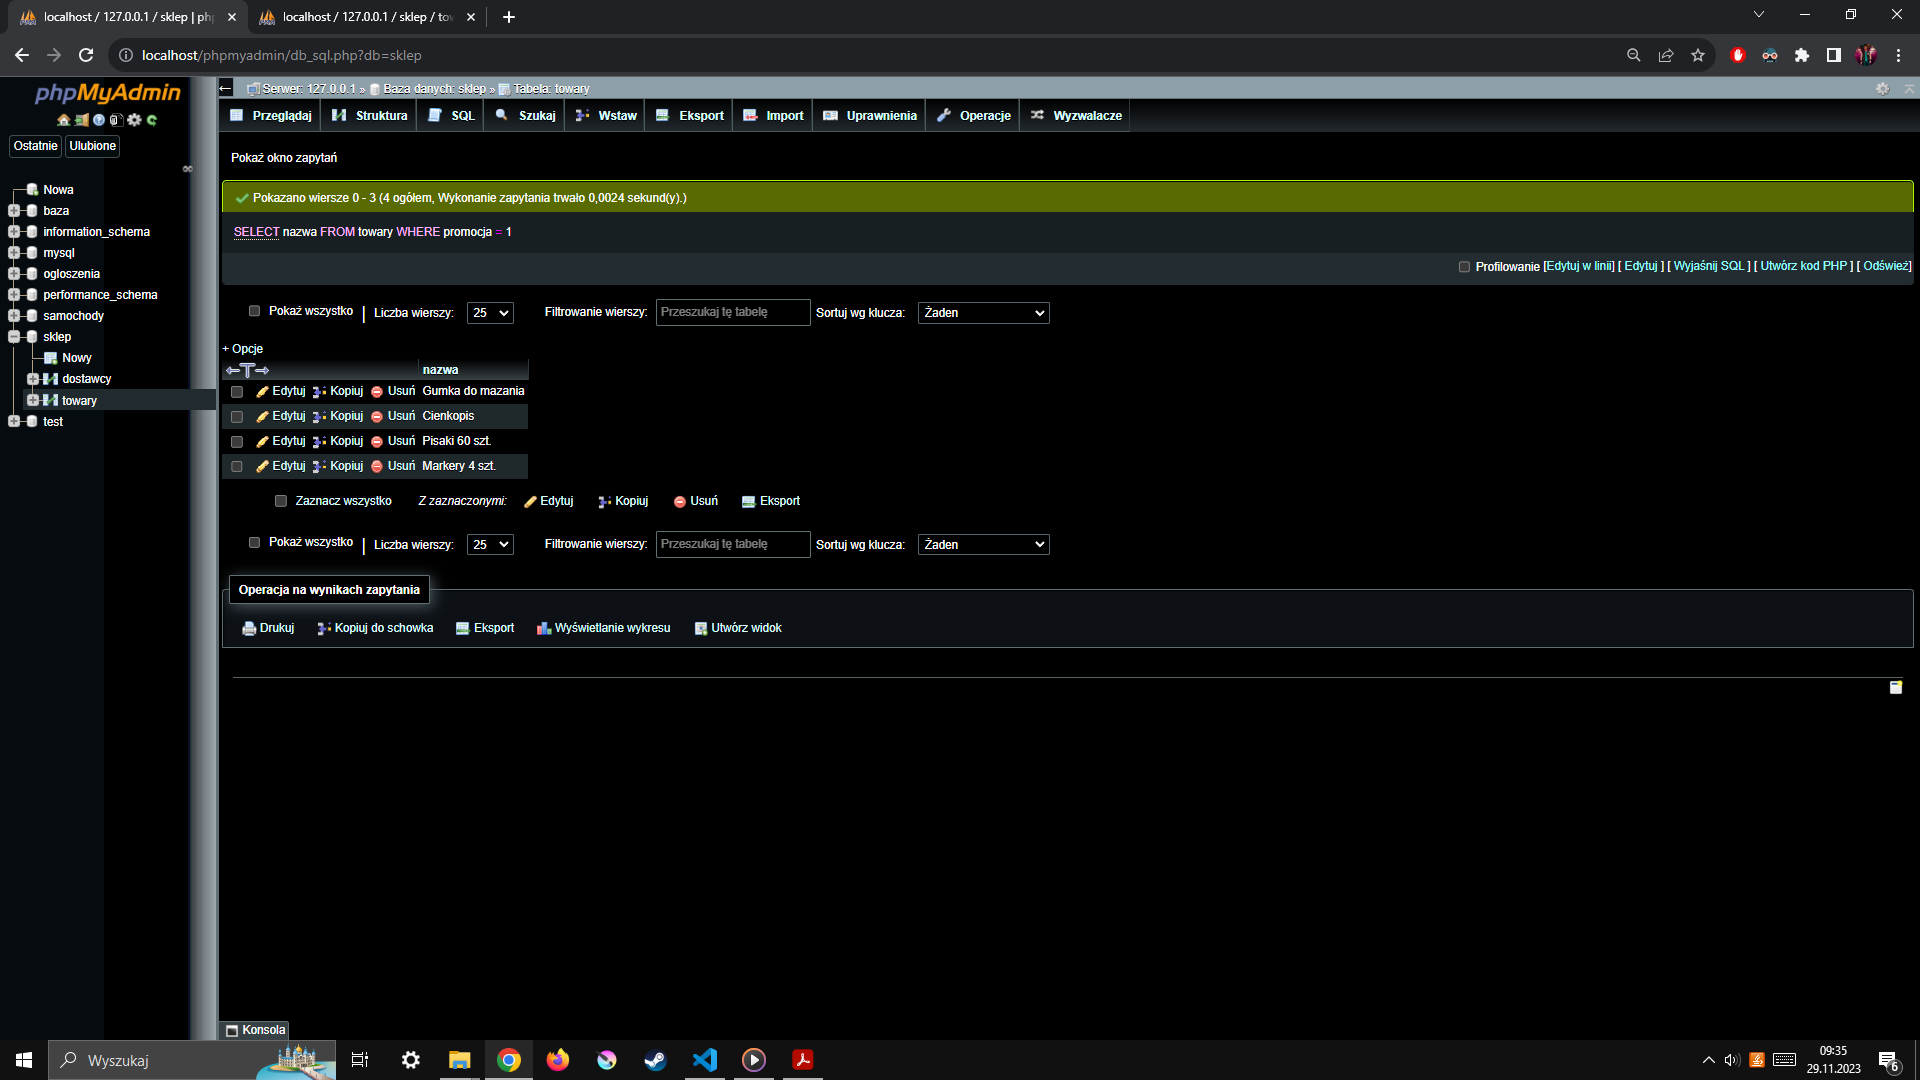 localhost / 127.0.0.1 / sklep | ph
localhost / 127.0.0.1 / sklep / tow
localhost/phpmyadmin/db_sql.php?db=sklep
phpMyAdmin
Ostatnie Ulubione
Nowa
baza
information_schema
mysql
ogloszenia
performance_schema
samochody
sklep
Nowy
dostawcy
towary
test
Serwer: 127.0.0.1 » Baza danych: sklep » Tabela: towary
Przeglądaj Struktura SQL Szukaj Wstaw Eksport Import Uprawnienia Operacje Wyzwalacze
Pokaż okno zapytań
Pokazano wiersze 0 - 3 (4 ogółem, Wykonanie zapytania trwało 0,0024 sekund(y).)
SELECT nazwa FROM towary WHERE promocja = 1
Profilowanie [Edytuj w linii] [ Edytuj ] [ Wyjaśnij SQL ] [ Utwórz kod PHP ] [ Odśwież]
Pokaż wszystko | Liczba wierszy: 25 Filtrowanie wierszy: Przeszukaj tę tabelę Sortuj wg klucza: Żaden
+ Opcje
nazwa
Edytuj Kopiuj Usuń Gumka do mazania
Edytuj Kopiuj Usuń Cienkopis
Edytuj Kopiuj Usuń Pisaki 60 szt.
Edytuj Kopiuj Usuń Markery 4 szt.
Zaznacz wszystko Z zaznaczonymi: Edytuj Kopiuj Usuń Eksport
Pokaż wszystko | Liczba wierszy: 25 Filtrowanie wierszy: Przeszukaj tę tabelę Sortuj wg klucza: Żaden
Operacja na wynikach zapytania
Drukuj Kopiuj do schowka Eksport Wyświetlanie wykresu Utwórz widok
Konsola
Wyszukaj
09:35
29.11.2023
6